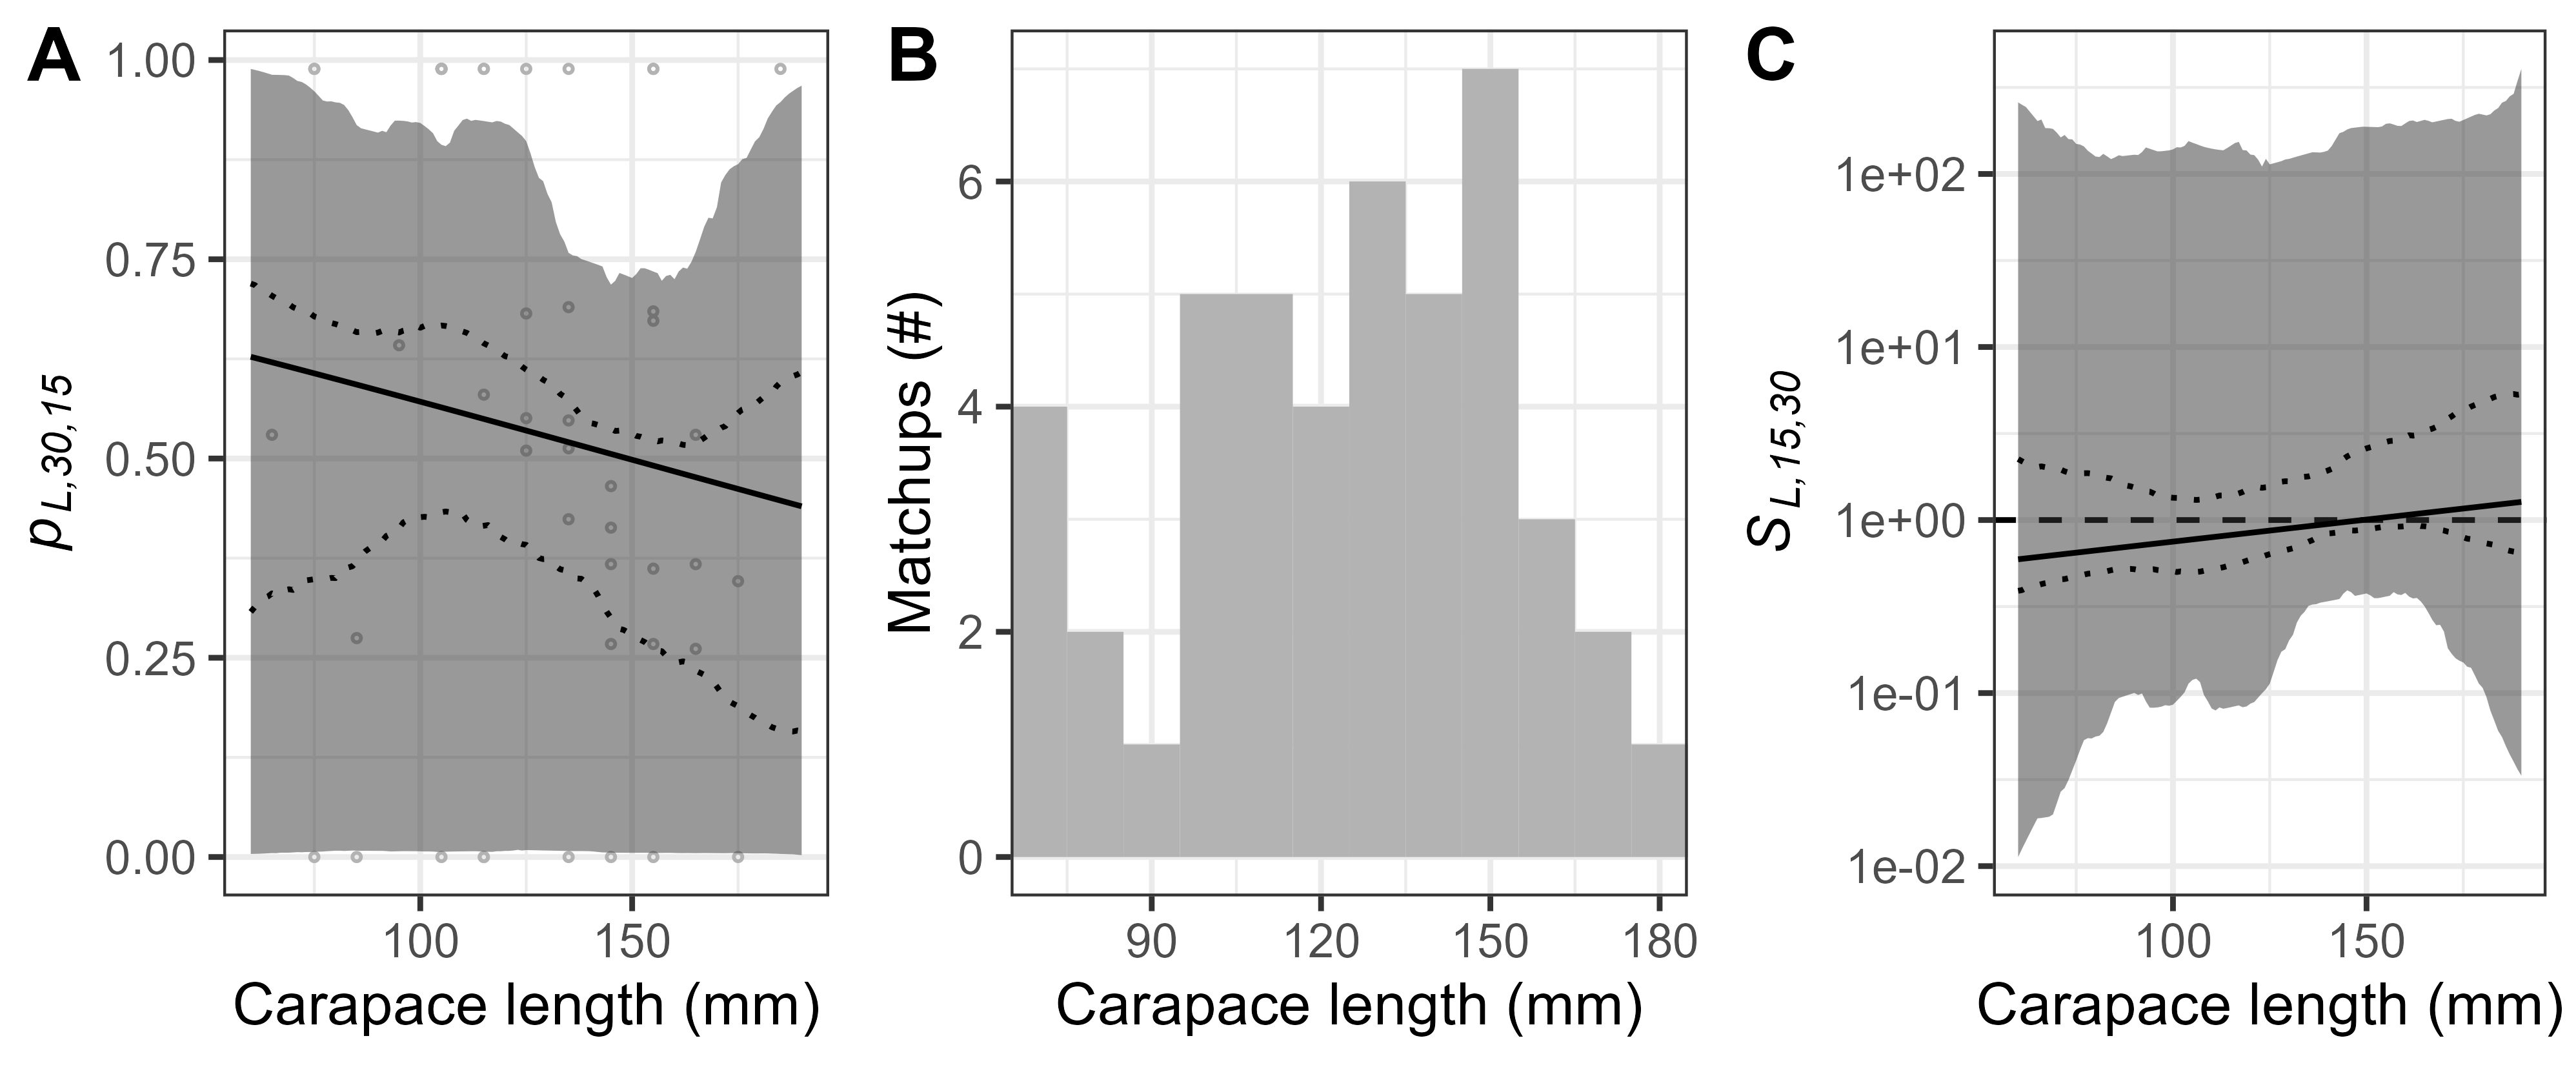 A
1.00
0.75
0.50
0.25
0.00
p L,30,15
100 150
Carapace length (mm)
B
6
4
2
0
Matchups (#)
90 120 150 180
Carapace length (mm)
C
1e+02
1e+01
1e+00
1e-01
1e-02
S L,15,30
100 150
Carapace length (mm)